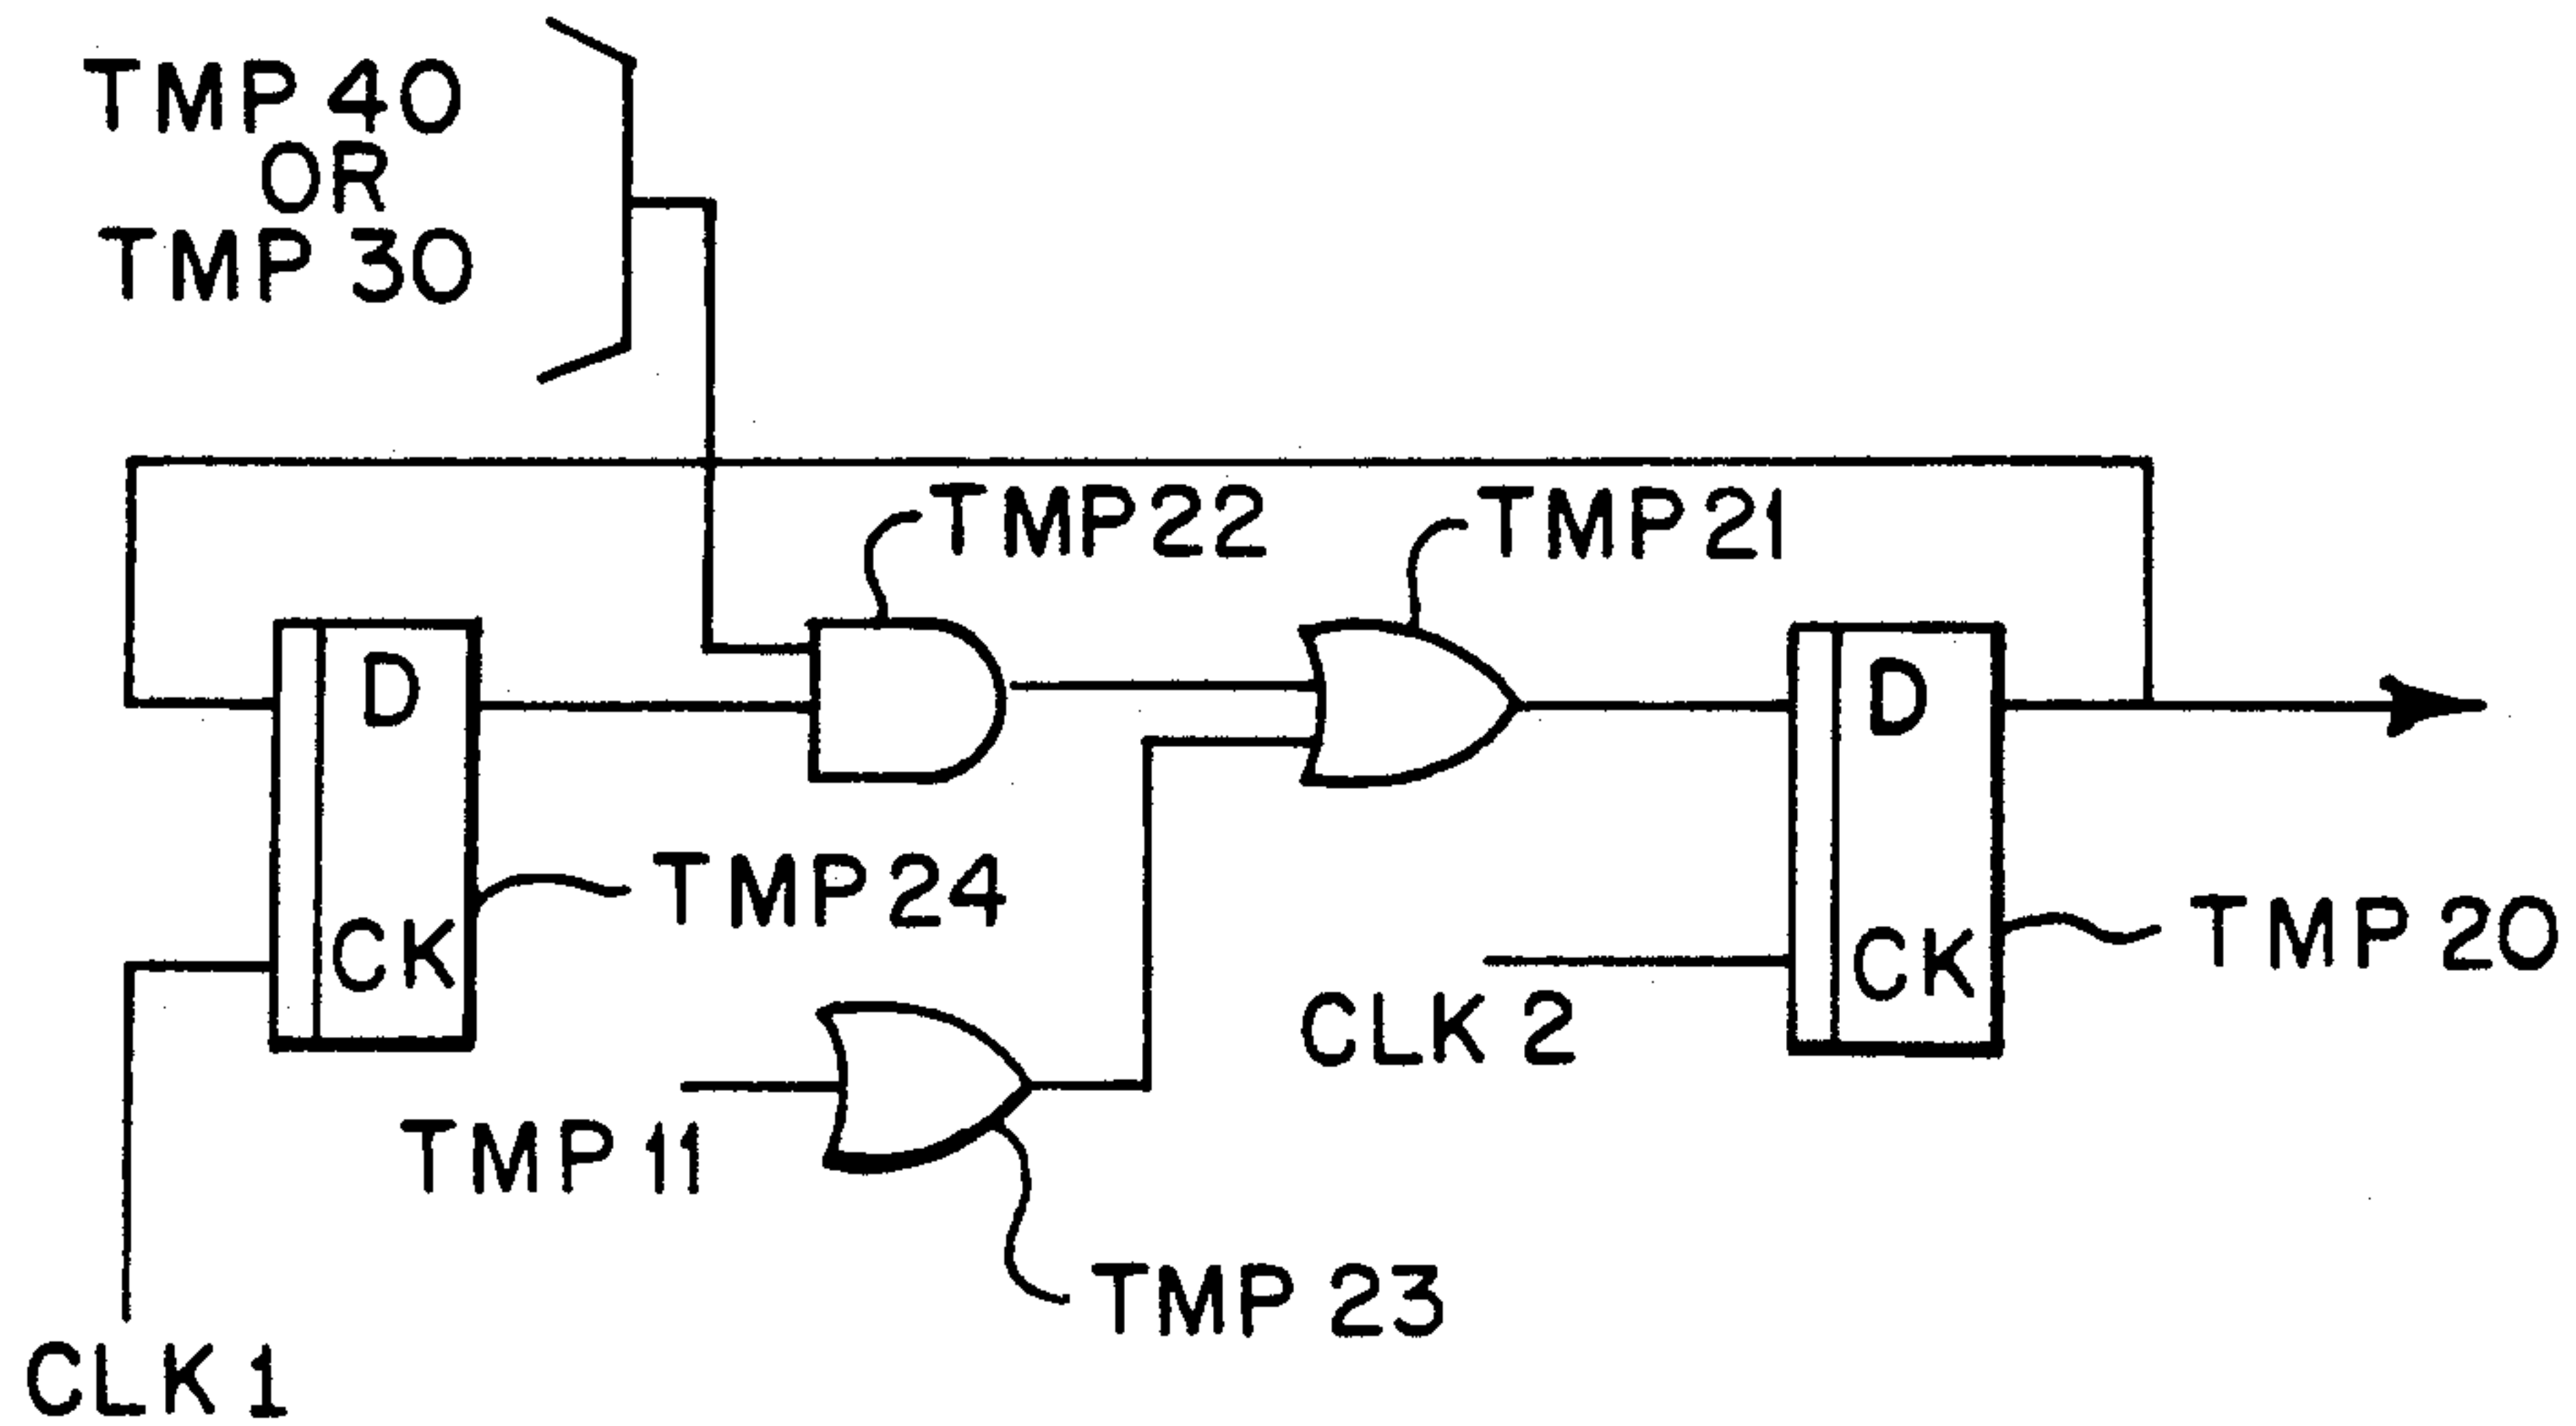 TMP 40
OR
TMP 30
TMP22
TMP21
D
D
TMP24
CK
TMP 20
CK
CLK 2
TMP 11
TMP 23
CLK 1